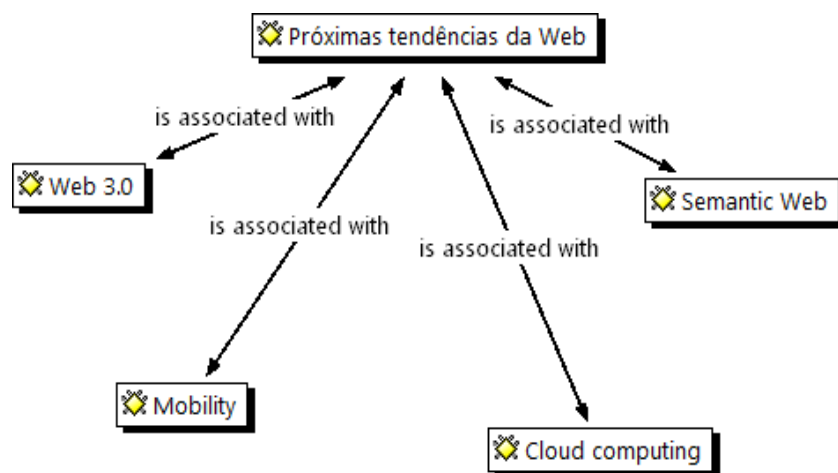 Próximas tendências da Web
is associated with
is associated with
Web 3.0
Semantic Web
is associated with
is associated with
Mobility
Cloud computing